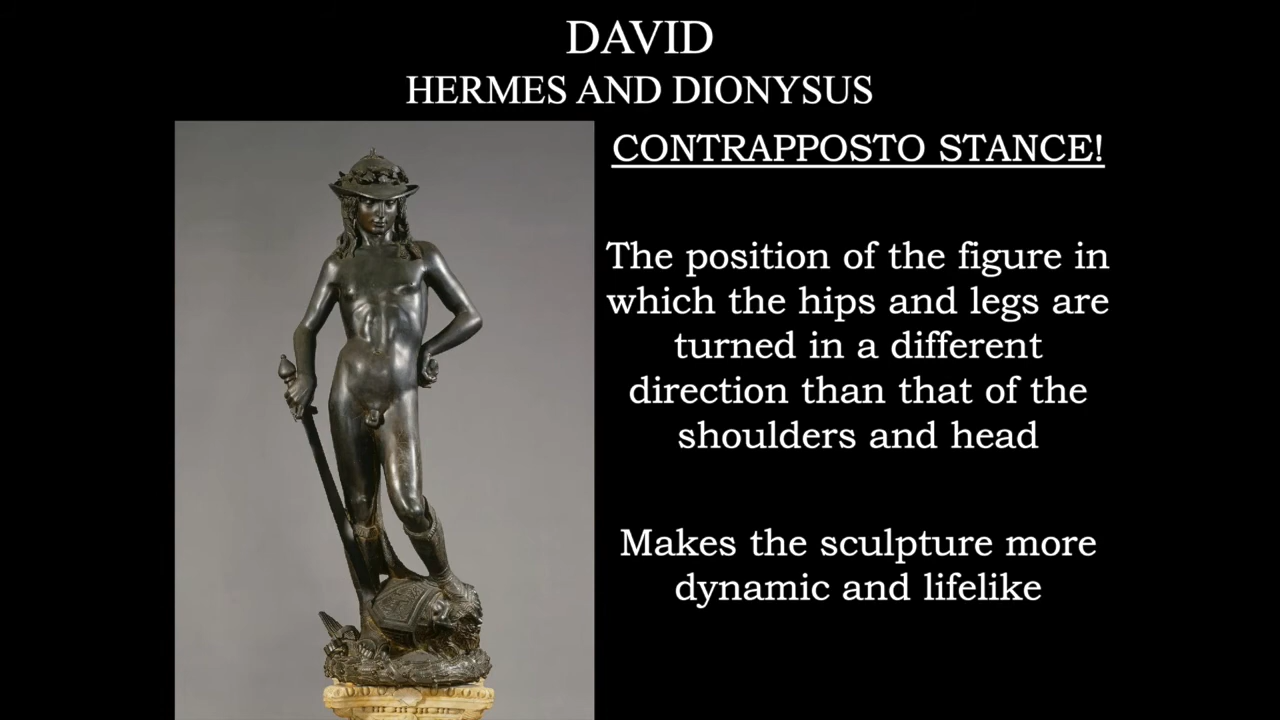 DAVID
HERMES AND DIONYSUS
CONTRAPPOSTO STANCE!
The position of the figure in
which the hips and legs are
turned in a different
direction than that of the
shoulders and head
Makes the sculpture more
dynamic and lifelike